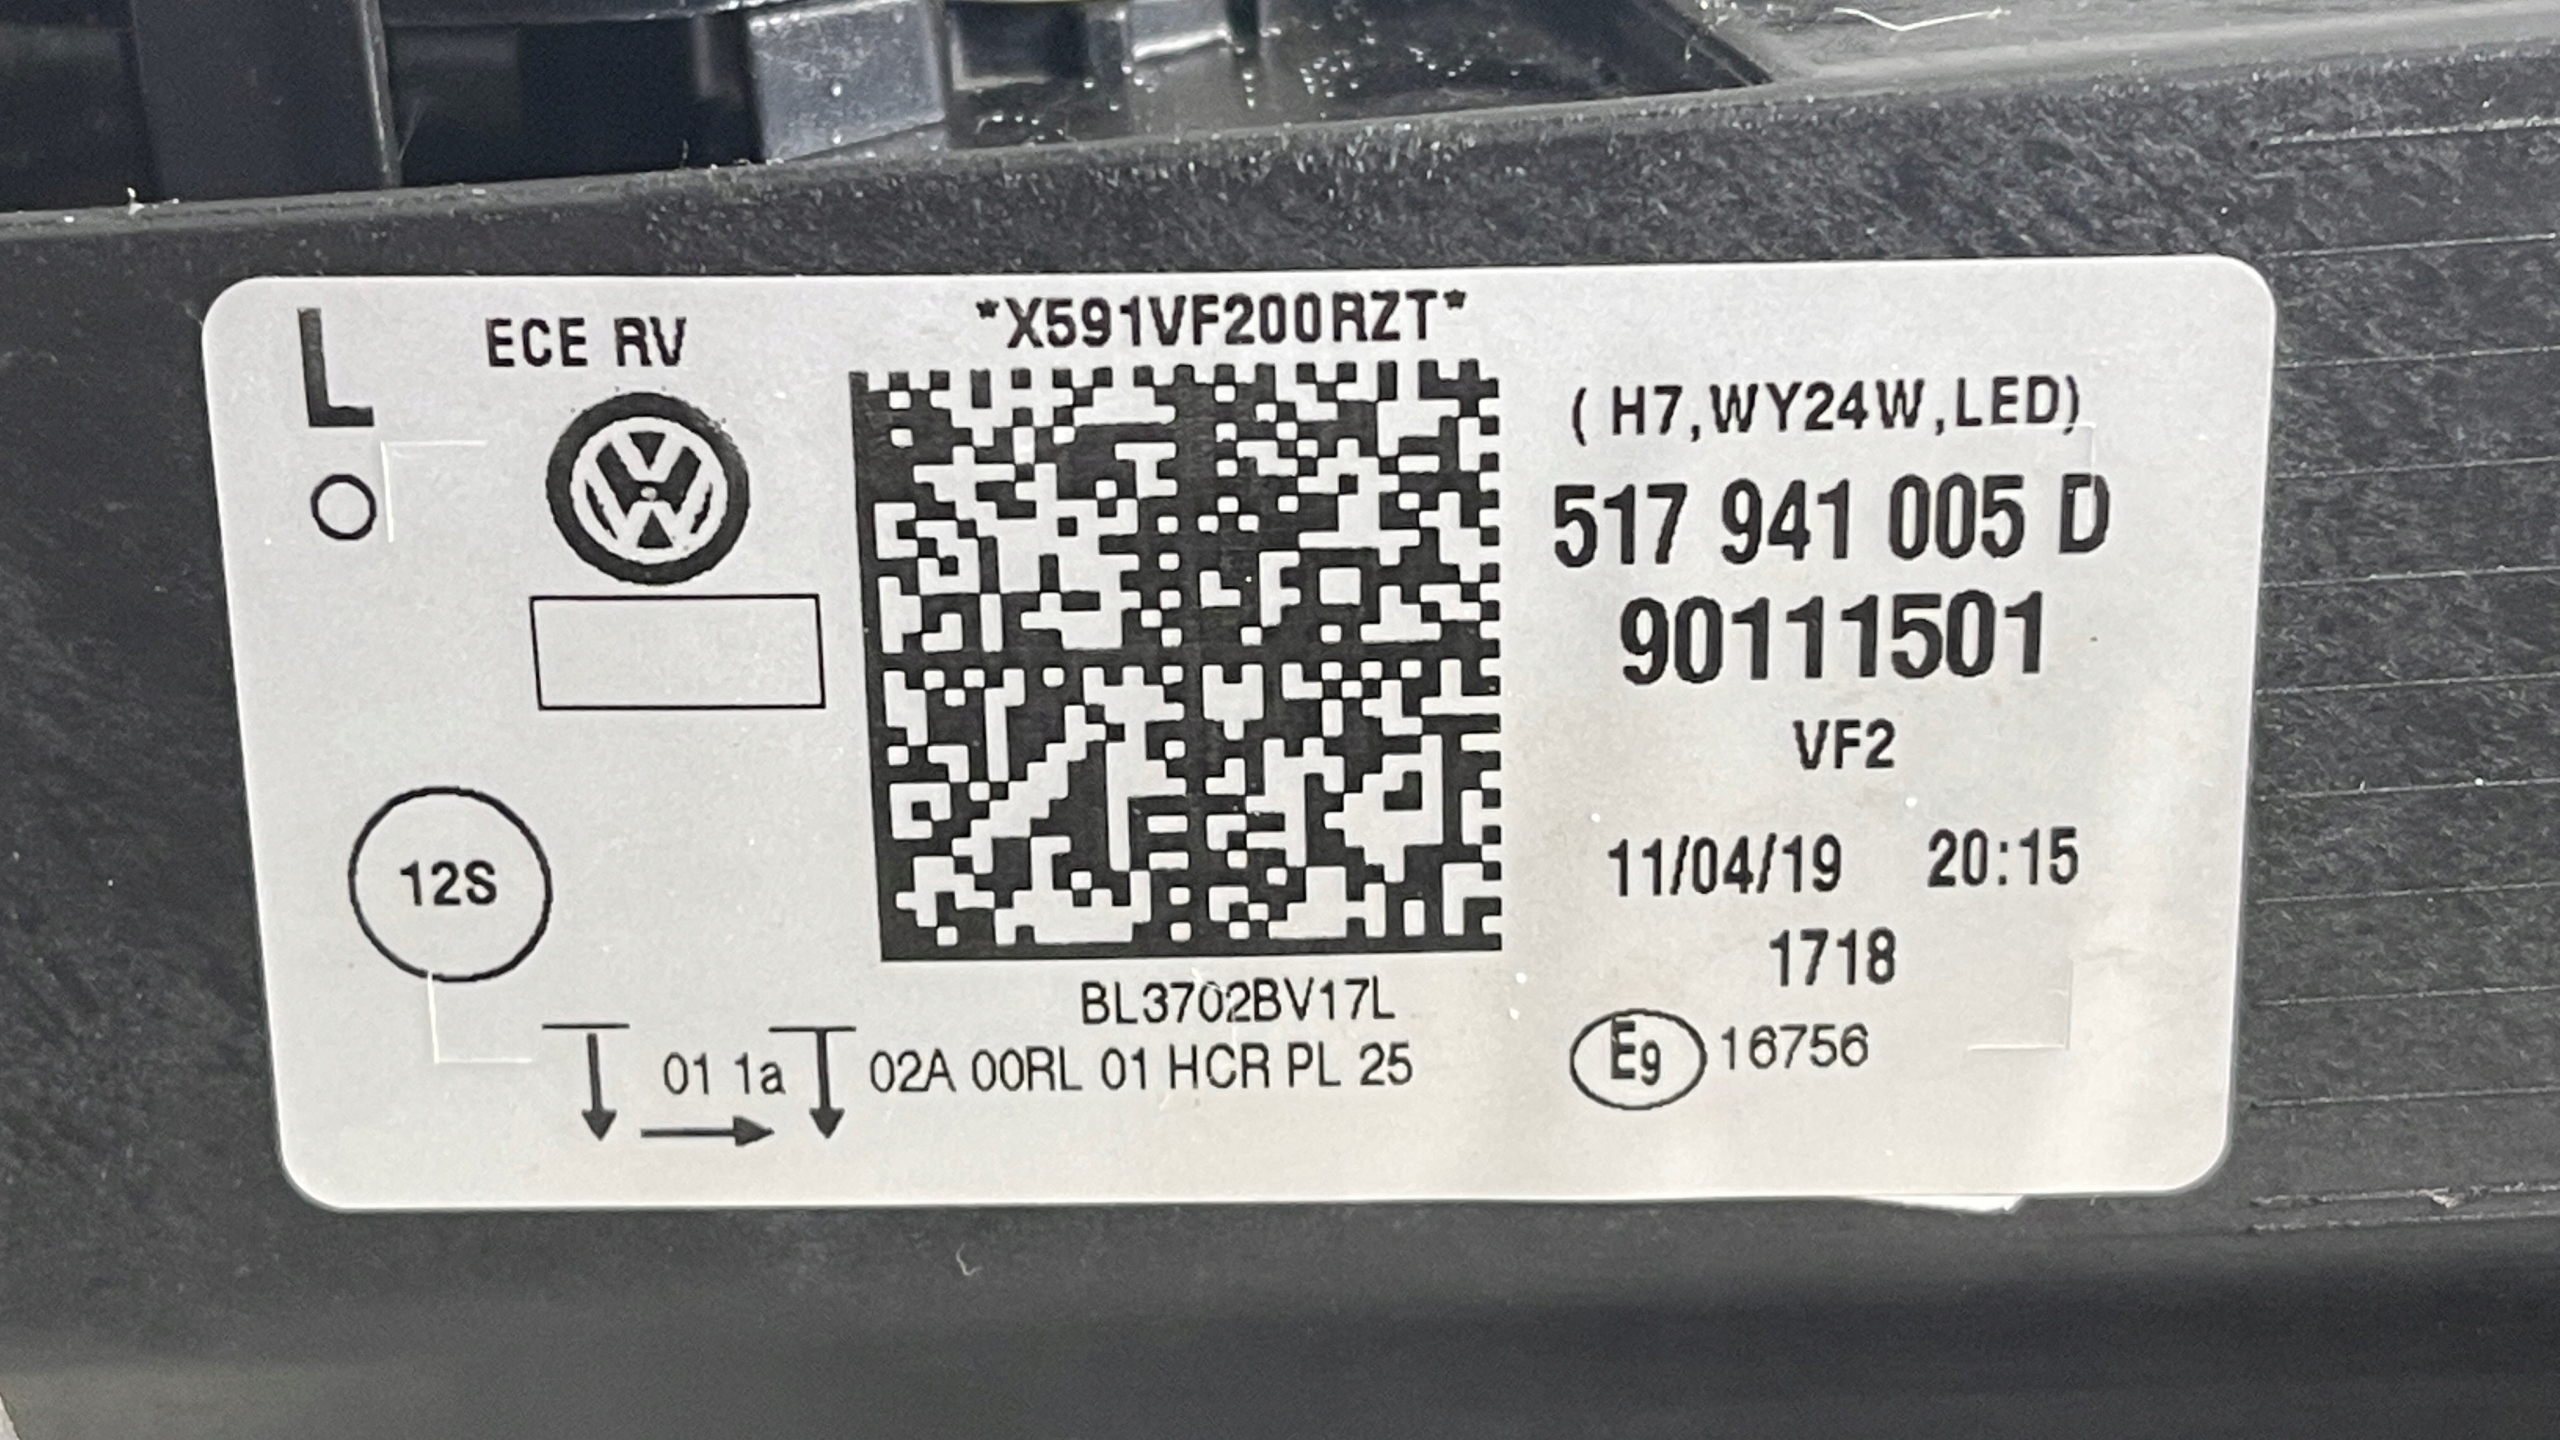 L
ECE RV
*X591VF200RZT*
(H7,WY24W,LED)
517 941 005 D
90111501
VF2
12S
11/04/19 20:15
1718
BL3702BV17L
01 1a 02A 00RL 01 HCR PL 25
E9 16756